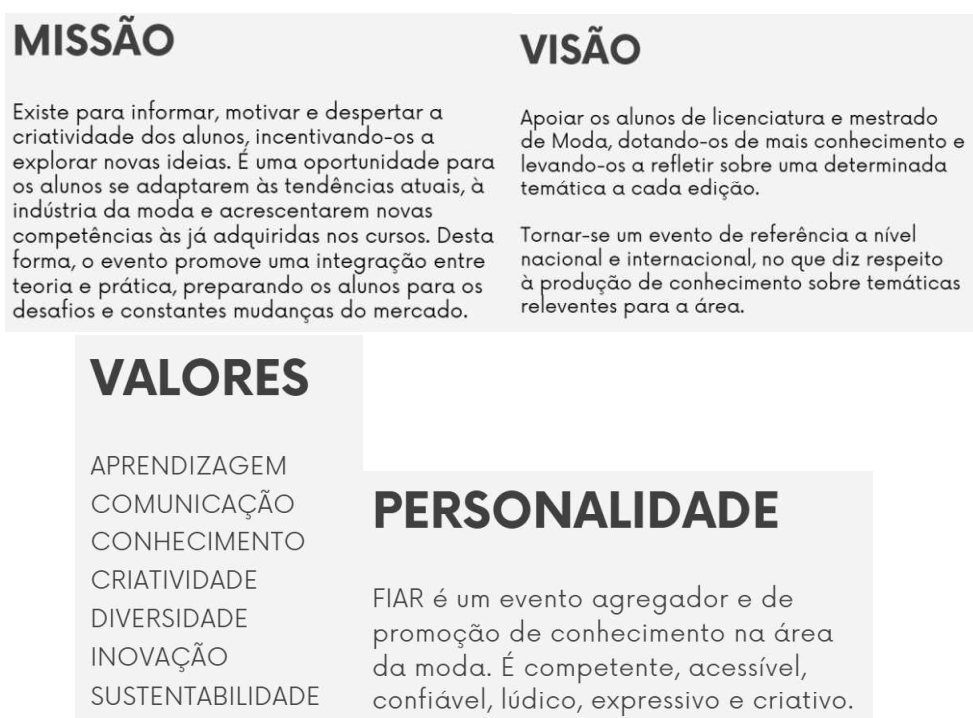 MISSÃO
Existe para informar, motivar e despertar a
criatividade dos alunos, incentivando-os a
explorar novas ideias. É uma oportunidade para
os alunos se adaptarem às tendências atuais, à
indústria da moda e acrescentarem novas
competências às já adquiridas nos cursos. Desta
forma, o evento promove uma integração entre
teoria e prática, preparando os alunos para os
desafios e constantes mudanças do mercado.
VISÃO
Apoiar os alunos de licenciatura e mestrado
de Moda, dotando-os de mais conhecimento e
levando-os a refletir sobre uma determinada
temática a cada edição.
Tornar-se um evento de referência a nível
nacional e internacional, no que diz respeito
à produção de conhecimento sobre temáticas
releventes para a área.
VALORES
APRENDIZAGEM
COMUNICAÇÃO
CONHECIMENTO
CRIATIVIDADE
DIVERSIDADE
INOVAÇÃO
SUSTENTABILIDADE
PERSONALIDADE
FIAR é um evento agregador e de
promoção de conhecimento na área
da moda. É competente, acessível,
confiável, lúdico, expressivo e criativo.